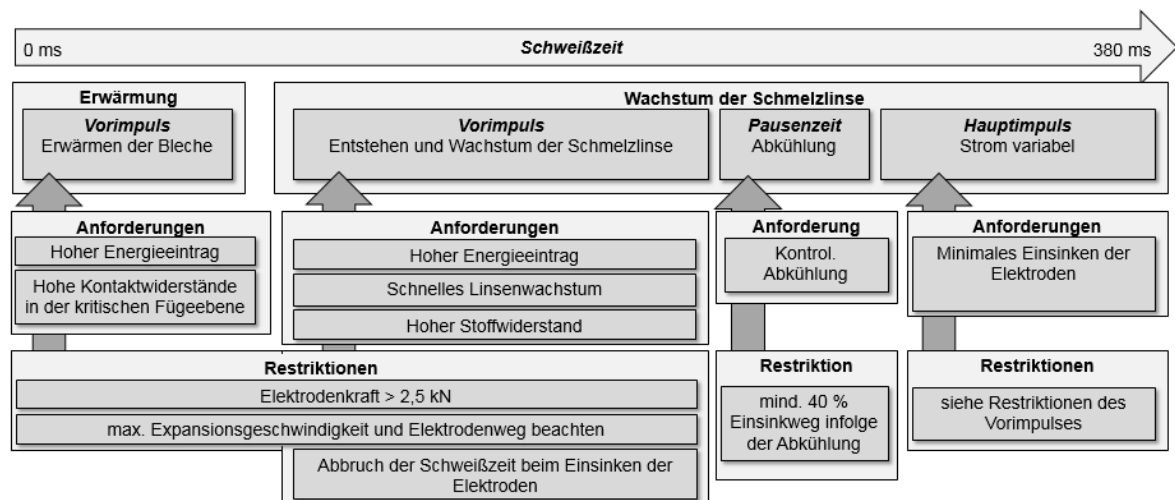 0 ms
Schweißzeit
380 ms
Erwärmung
Vorimpuls
Erwärmen der Bleche
Wachstum der Schmelzlinse
Vorimpuls
Entstehen und Wachstum der Schmelzlinse
Pausenzeit
Abkühlung
Hauptimpuls
Strom variabel
Anforderungen
Hoher Energieeintrag
Hohe Kontaktwiderstände
in der kritischen Fügeebene
Anforderungen
Hoher Energieeintrag
Schnelles Linsenwachstum
Hoher Stoffwiderstand
Anforderung
Kontrol.
Abkühlung
Anforderungen
Minimales Einsinken der
Elektroden
Restriktionen
Elektrodenkraft > 2,5 kN
max. Expansionsgeschwindigkeit und Elektrodenweg beachten
Abbruch der Schweißzeit beim Einsinken der
Elektroden
Restriktion
mind. 40 %
Einsinkweg infolge
der Abkühlung
Restriktionen
siehe Restriktionen des
Vorimpulses